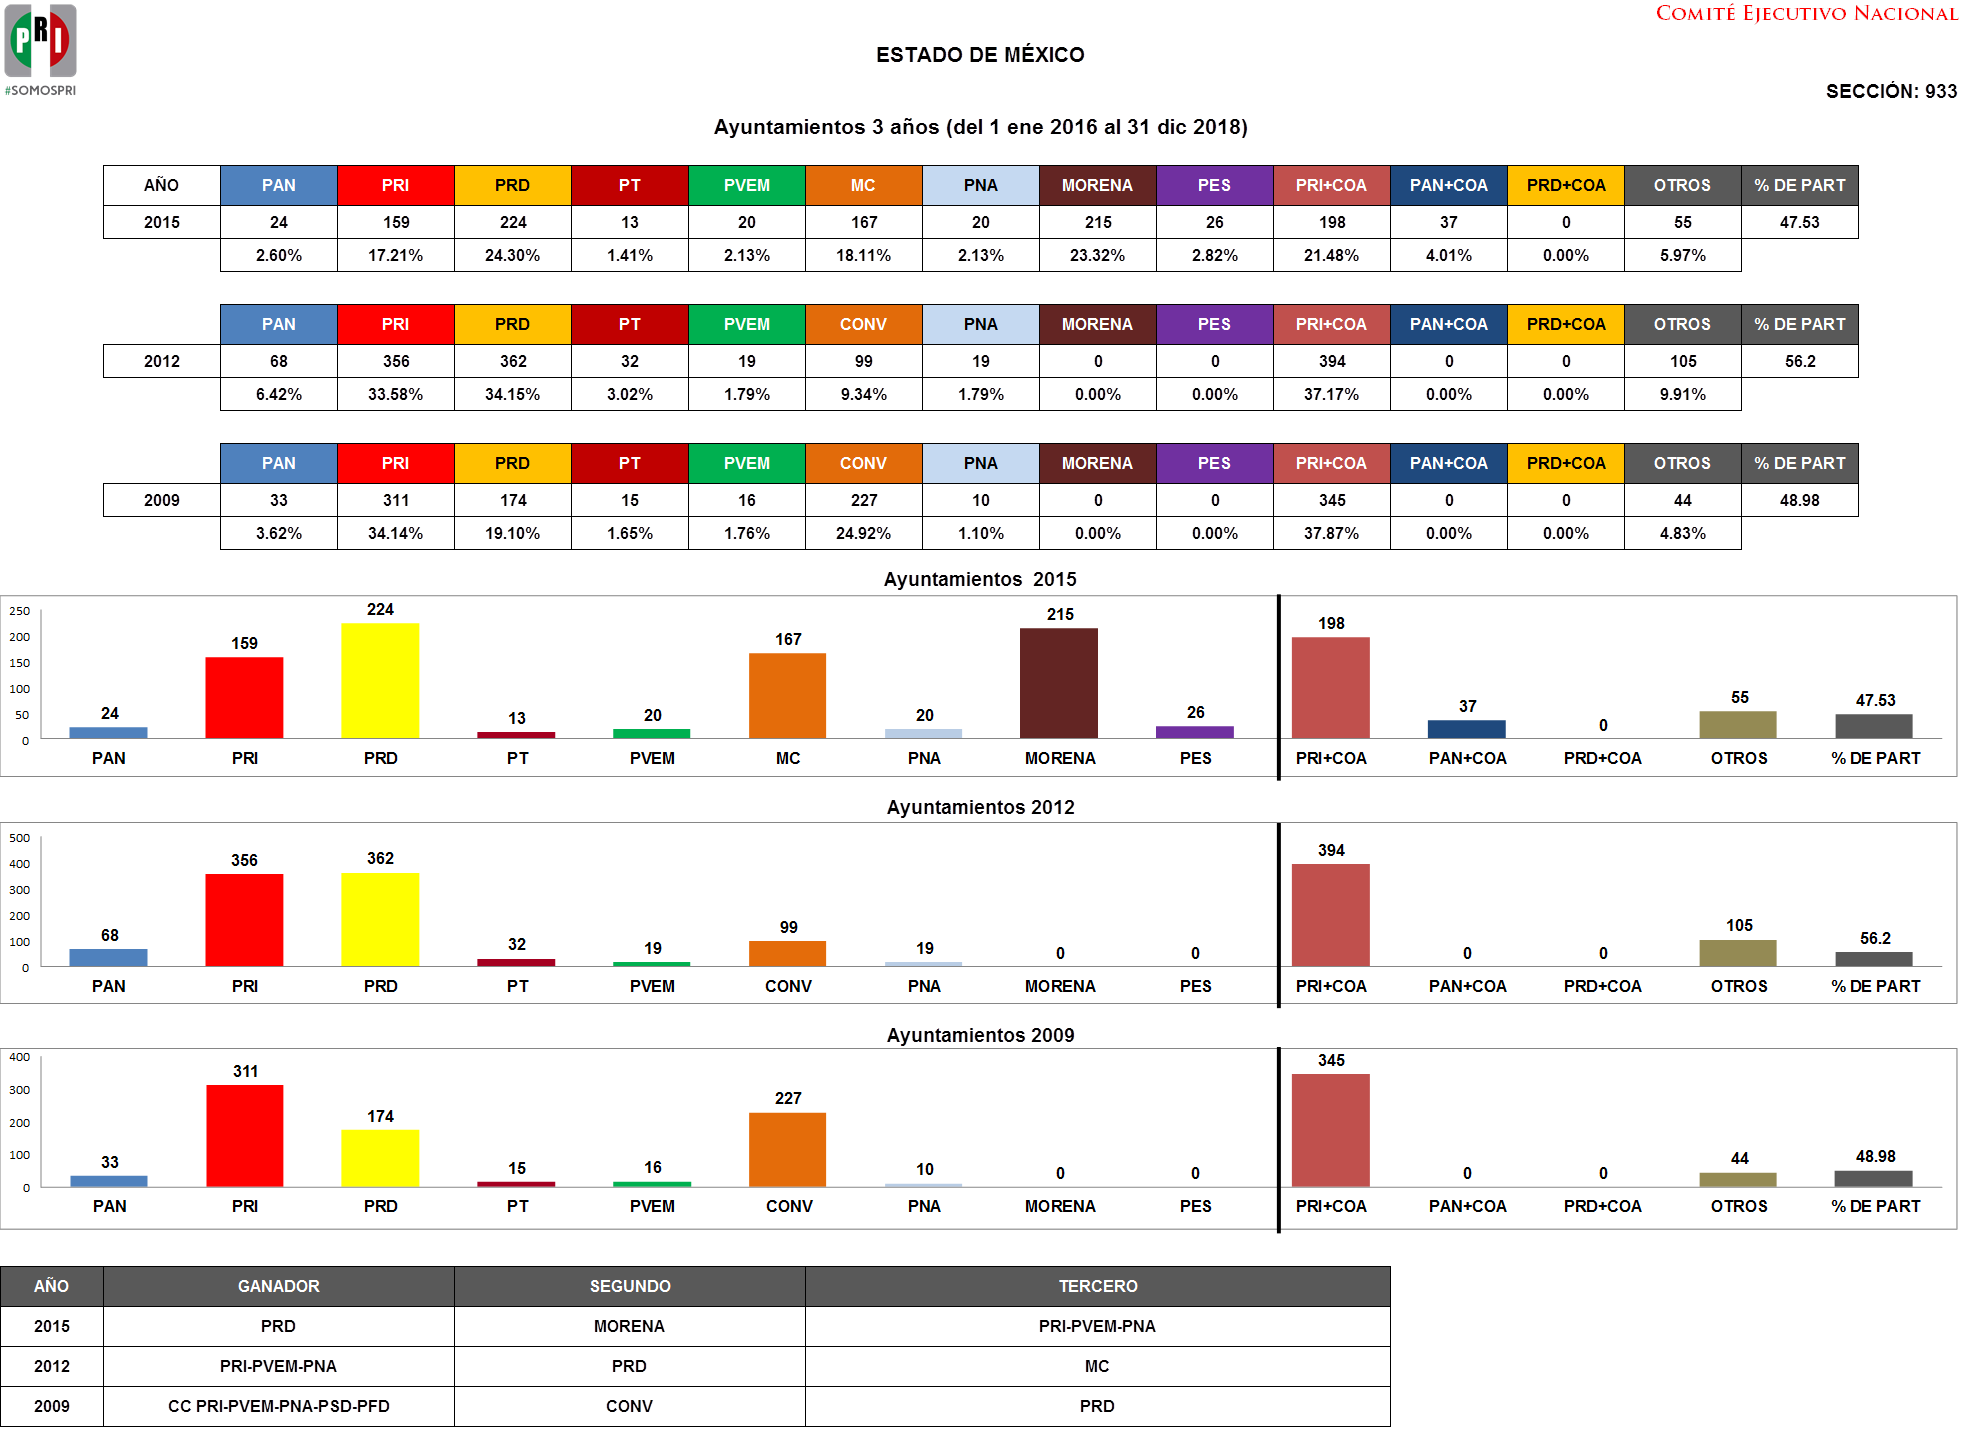 PRI
#SOMOSPRI
COMITÉ EJECUTIVO NACIONAL
ESTADO DE MÉXICO
SECCIÓN: 933
Ayuntamientos 3 años (del 1 ene 2016 al 31 dic 2018)
AÑO PAN PRI PRD PT PVEM MC PNA MORENA PES PRI+COA PAN+COA PRD+COA OTROS % DE PART
2015 24 159 224 13 20 167 20 215 26 198 37 0 55 47.53
2.60% 17.21% 24.30% 1.41% 2.13% 18.11% 2.13% 23.32% 2.82% 21.48% 4.01% 0.00% 5.97%
PAN PRI PRD PT PVEM CONV PNA MORENA PES PRI+COA PAN+COA PRD+COA OTROS % DE PART
2012 68 356 362 32 19 99 19 0 0 394 0 0 105 56.2
6.42% 33.58% 34.15% 3.02% 1.79% 9.34% 1.79% 0.00% 0.00% 37.17% 0.00% 0.00% 9.91%
PAN PRI PRD PT PVEM CONV PNA MORENA PES PRI+COA PAN+COA PRD+COA OTROS % DE PART
2009 33 311 174 15 16 227 10 0 0 345 0 0 44 48.98
3.62% 34.14% 19.10% 1.65% 1.76% 24.92% 1.10% 0.00% 0.00% 37.87% 0.00% 0.00% 4.83%
Ayuntamientos 2015
250
200
150
100
50
0
24 159 224 13 20 167 20 215 26 198 37 0 55 47.53
PAN PRI PRD PT PVEM MC PNA MORENA PES PRI+COA PAN+COA PRD+COA OTROS % DE PART
Ayuntamientos 2012
500
400
300
200
100
0
68 356 362 32 19 99 19 0 0 394 0 0 105 56.2
PAN PRI PRD PT PVEM CONV PNA MORENA PES PRI+COA PAN+COA PRD+COA OTROS % DE PART
Ayuntamientos 2009
400
300
200
100
0
33 311 174 15 16 227 10 0 0 345 0 0 44 48.98
PAN PRI PRD PT PVEM CONV PNA MORENA PES PRI+COA PAN+COA PRD+COA OTROS % DE PART
AÑO GANADOR SEGUNDO TERCERO
2015 PRD MORENA PRI-PVEM-PNA
2012 PRI-PVEM-PNA PRD MC
2009 CC PRI-PVEM-PNA-PSD-PFD CONV PRD